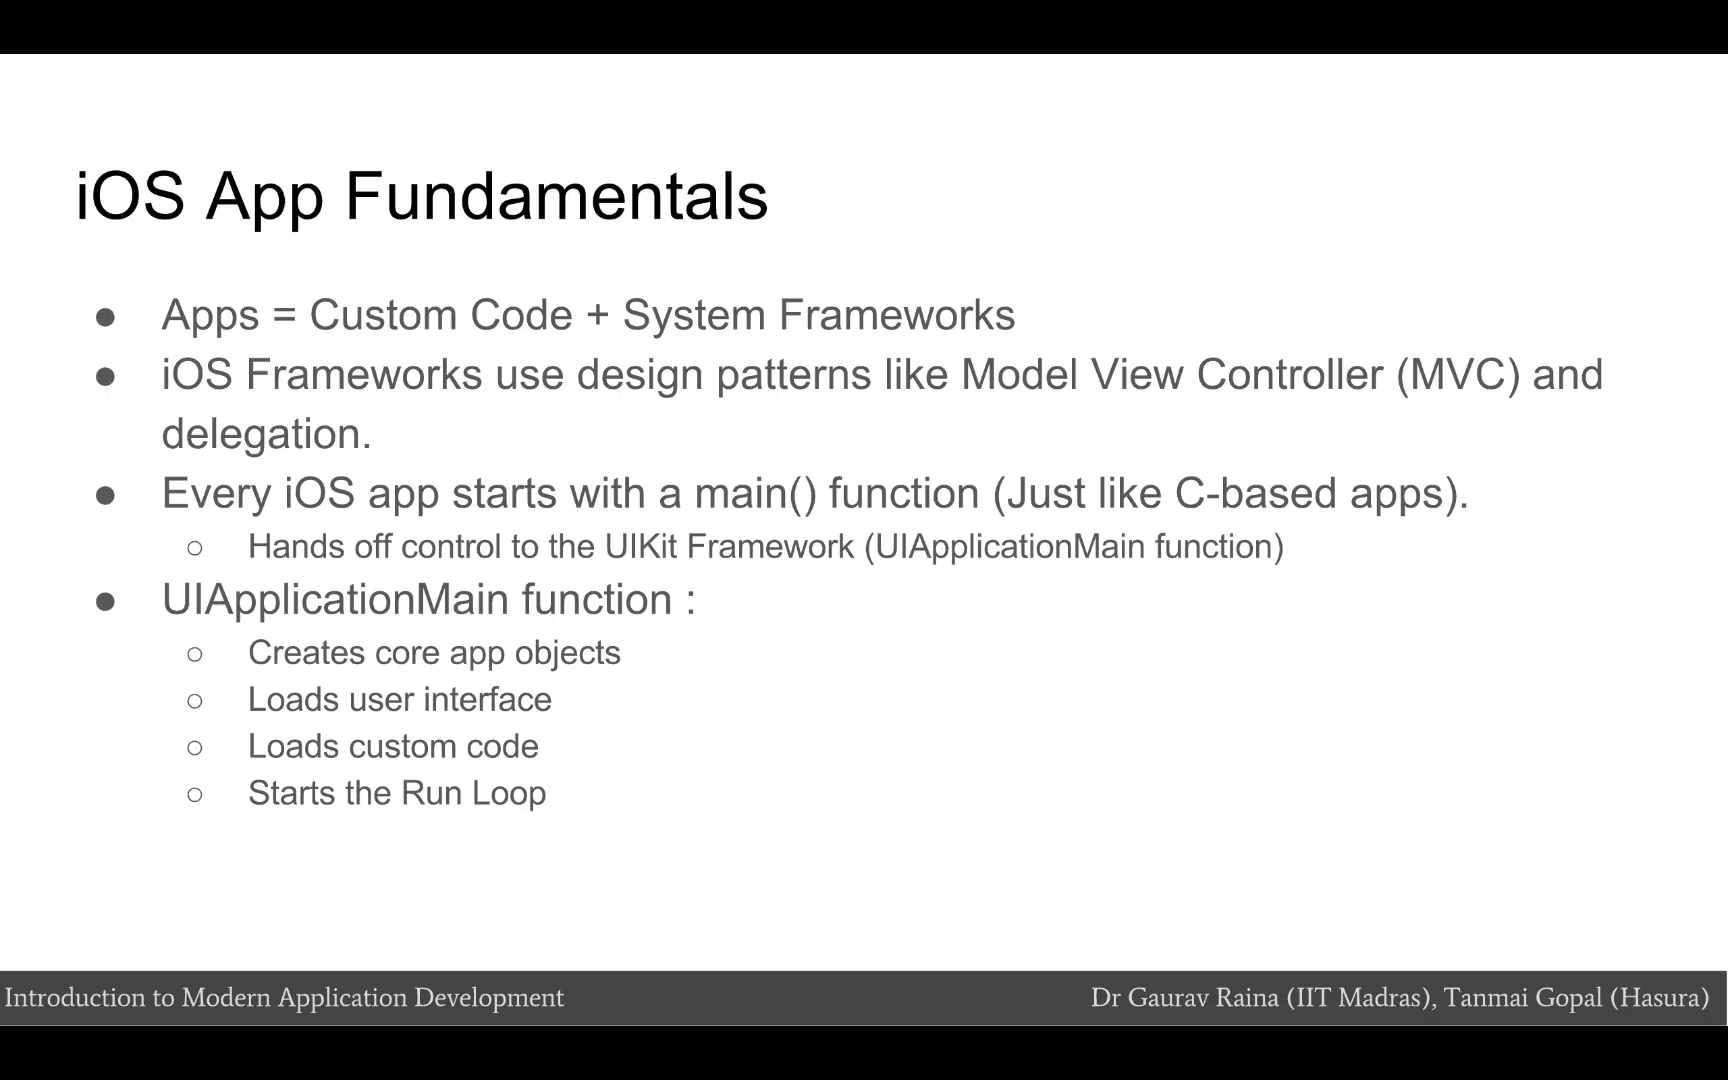 iOS App Fundamentals
● Apps = Custom Code + System Frameworks
● iOS Frameworks use design patterns like Model View Controller (MVC) and
delegation.
● Every iOS app starts with a main() function (Just like C-based apps).
○ Hands off control to the UIKit Framework (UIApplicationMain function)
● UIApplicationMain function :
○ Creates core app objects
○ Loads user interface
○ Loads custom code
○ Starts the Run Loop
Introduction to Modern Application Development
Dr Gaurav Raina (IIT Madras), Tanmai Gopal (Hasura)